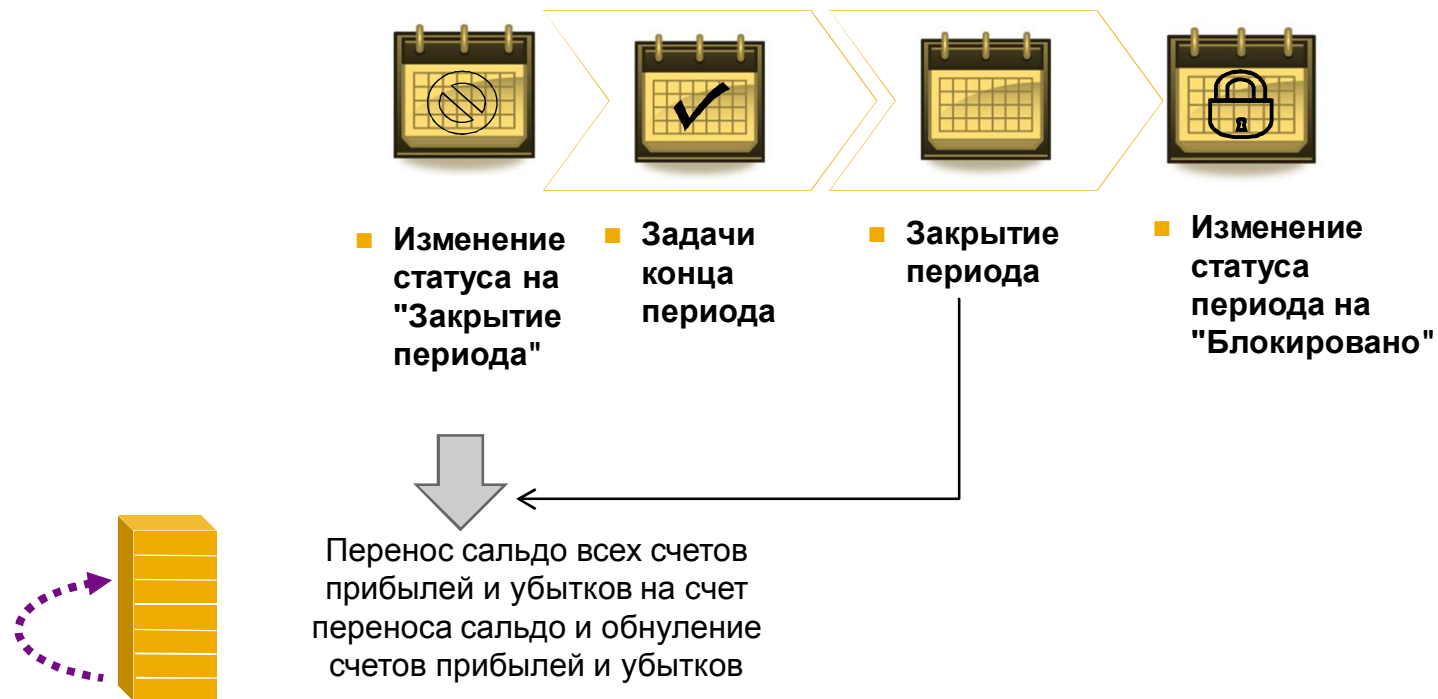 Изменение
статуса на
"Закрытие
периода"
Задачи
конца
периода
Закрытие
периода
Изменение
статуса
периода на
"Блокировано"
Перенос сальдо всех счетов
прибылей и убытков на счет
переноса сальдо и обнуление
счетов прибылей и убытков